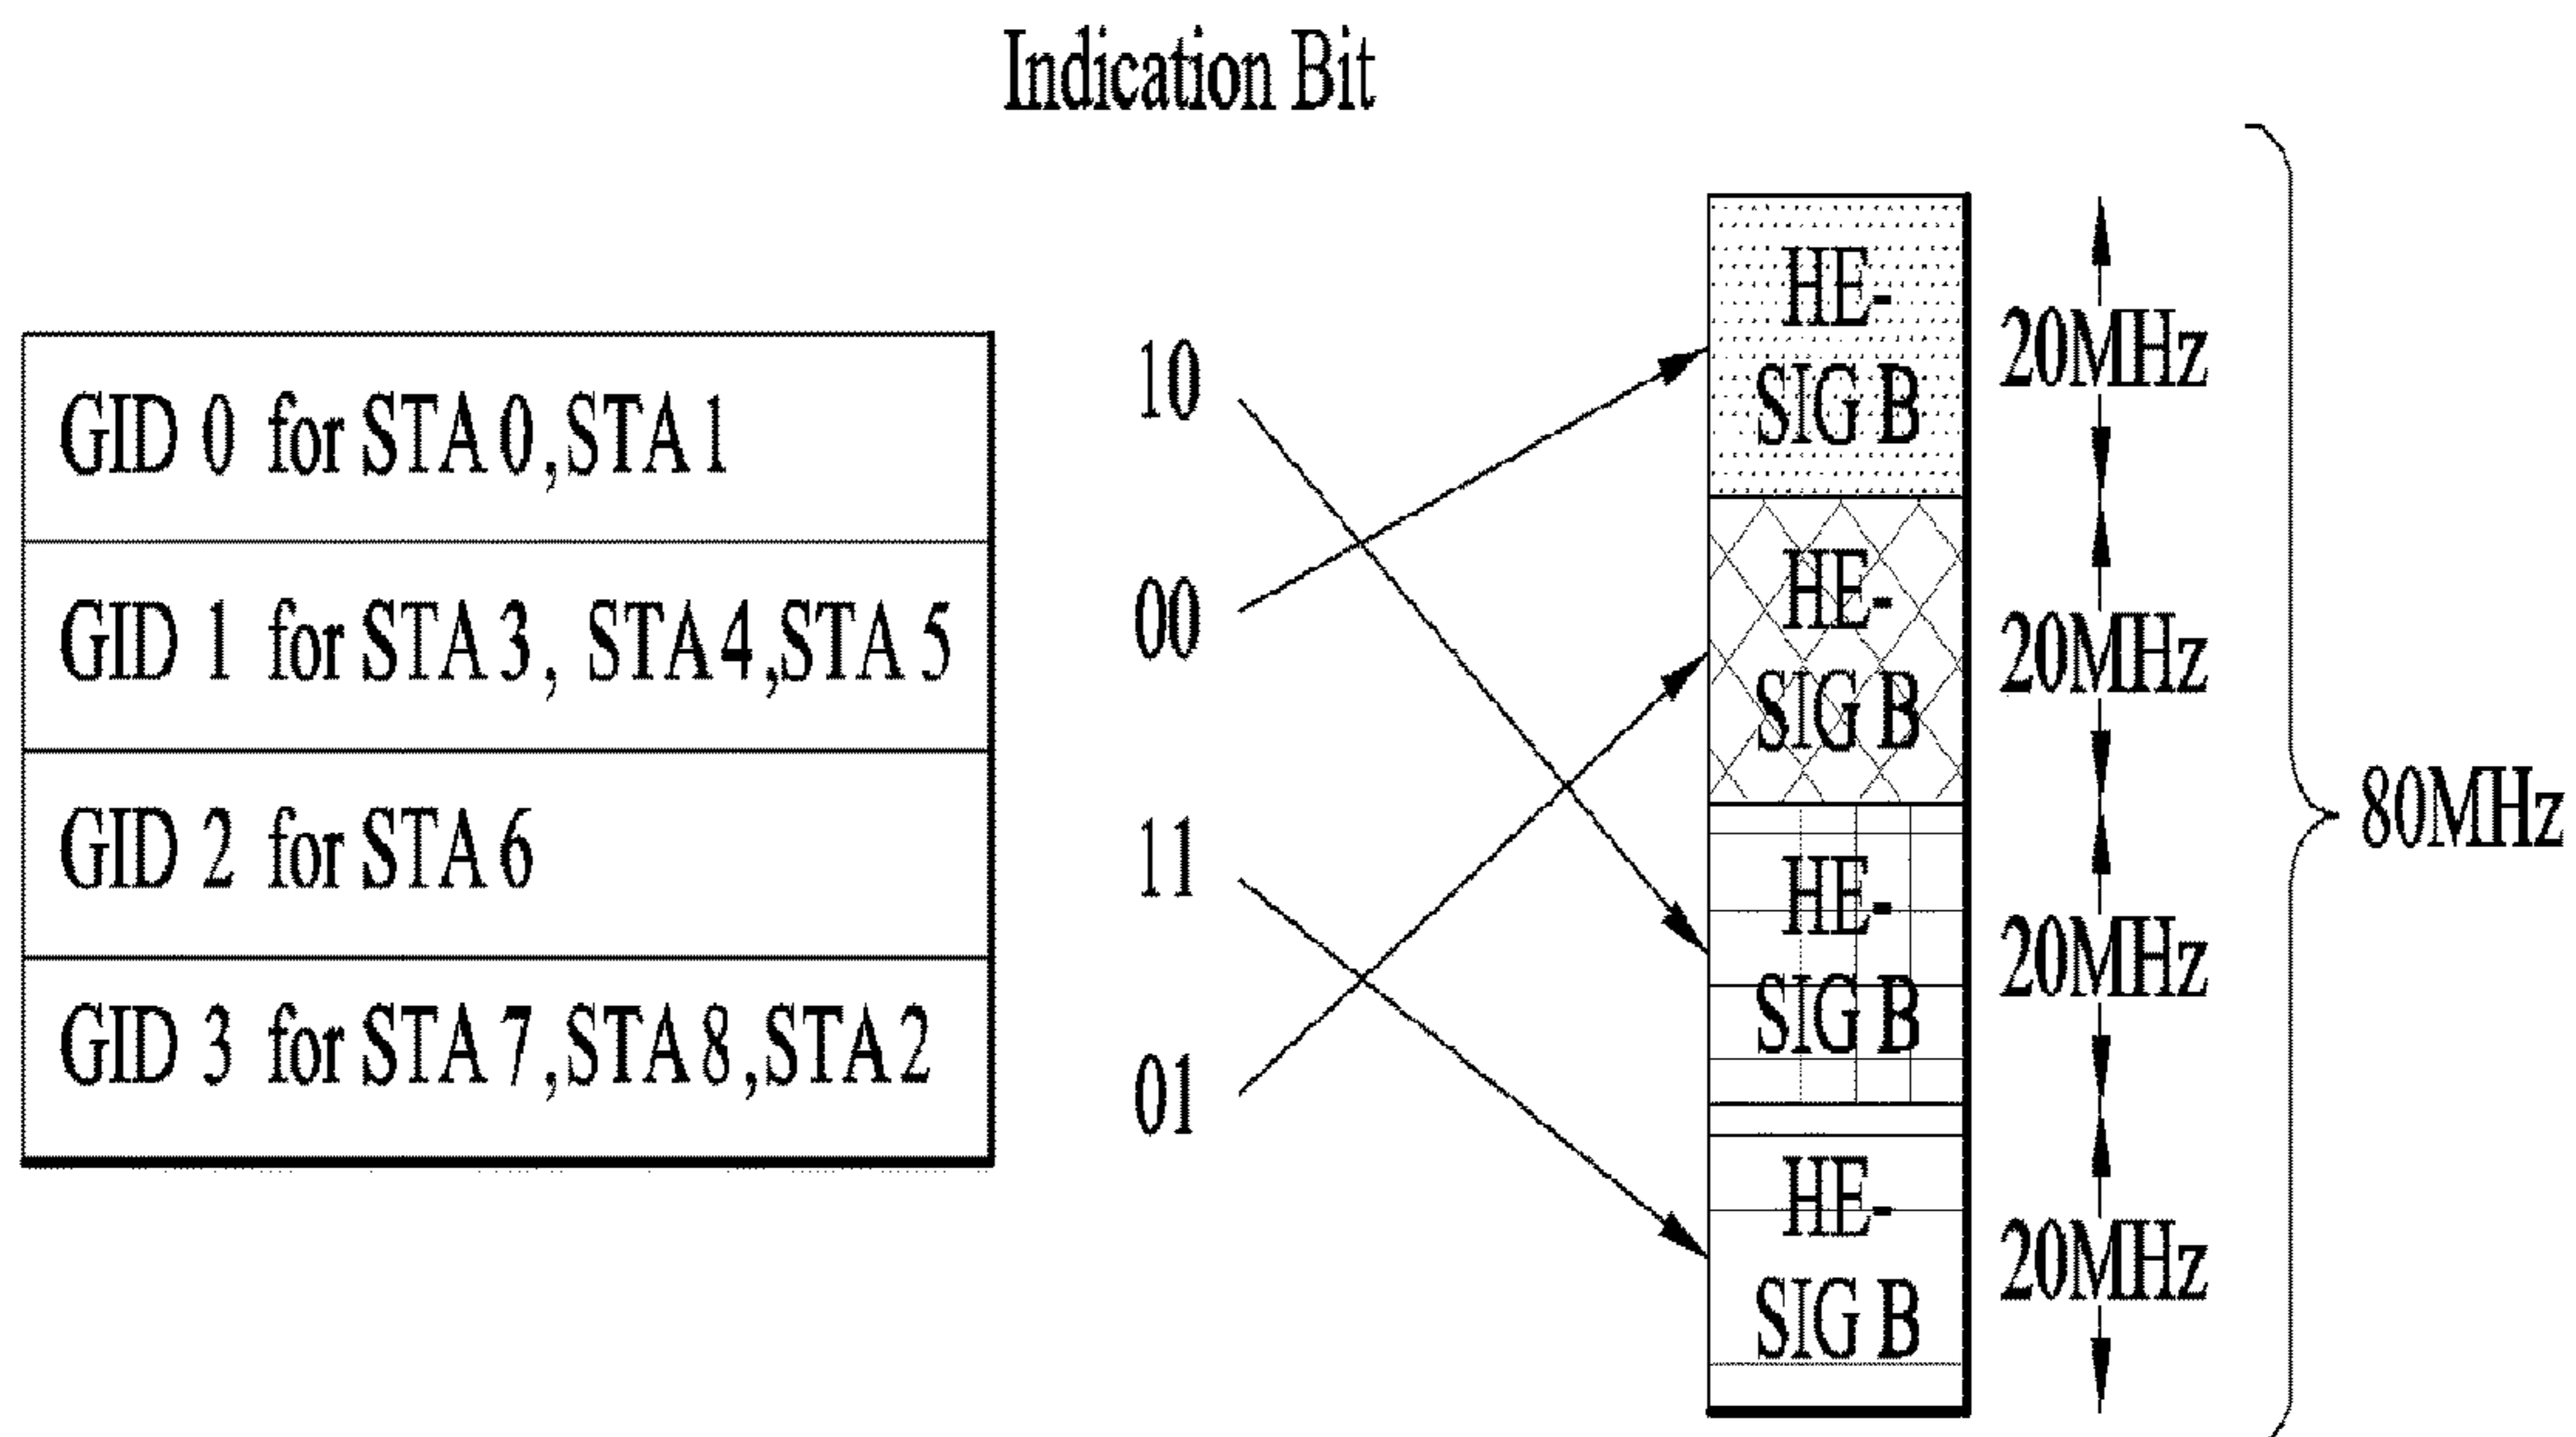 Indication Bit
GID 0 for STA 0,STA 1
GID 1 for STA 3, STA 4,STA 5
GID 2 for STA 6
GID 3 for STA 7,STA 8,STA 2
10
00
11
01
HE-
SIG B
HE-
SIG B
HE-
SIG B
HE-
SIG B
20MHz
20MHz
20MHz
20MHz
80MHz